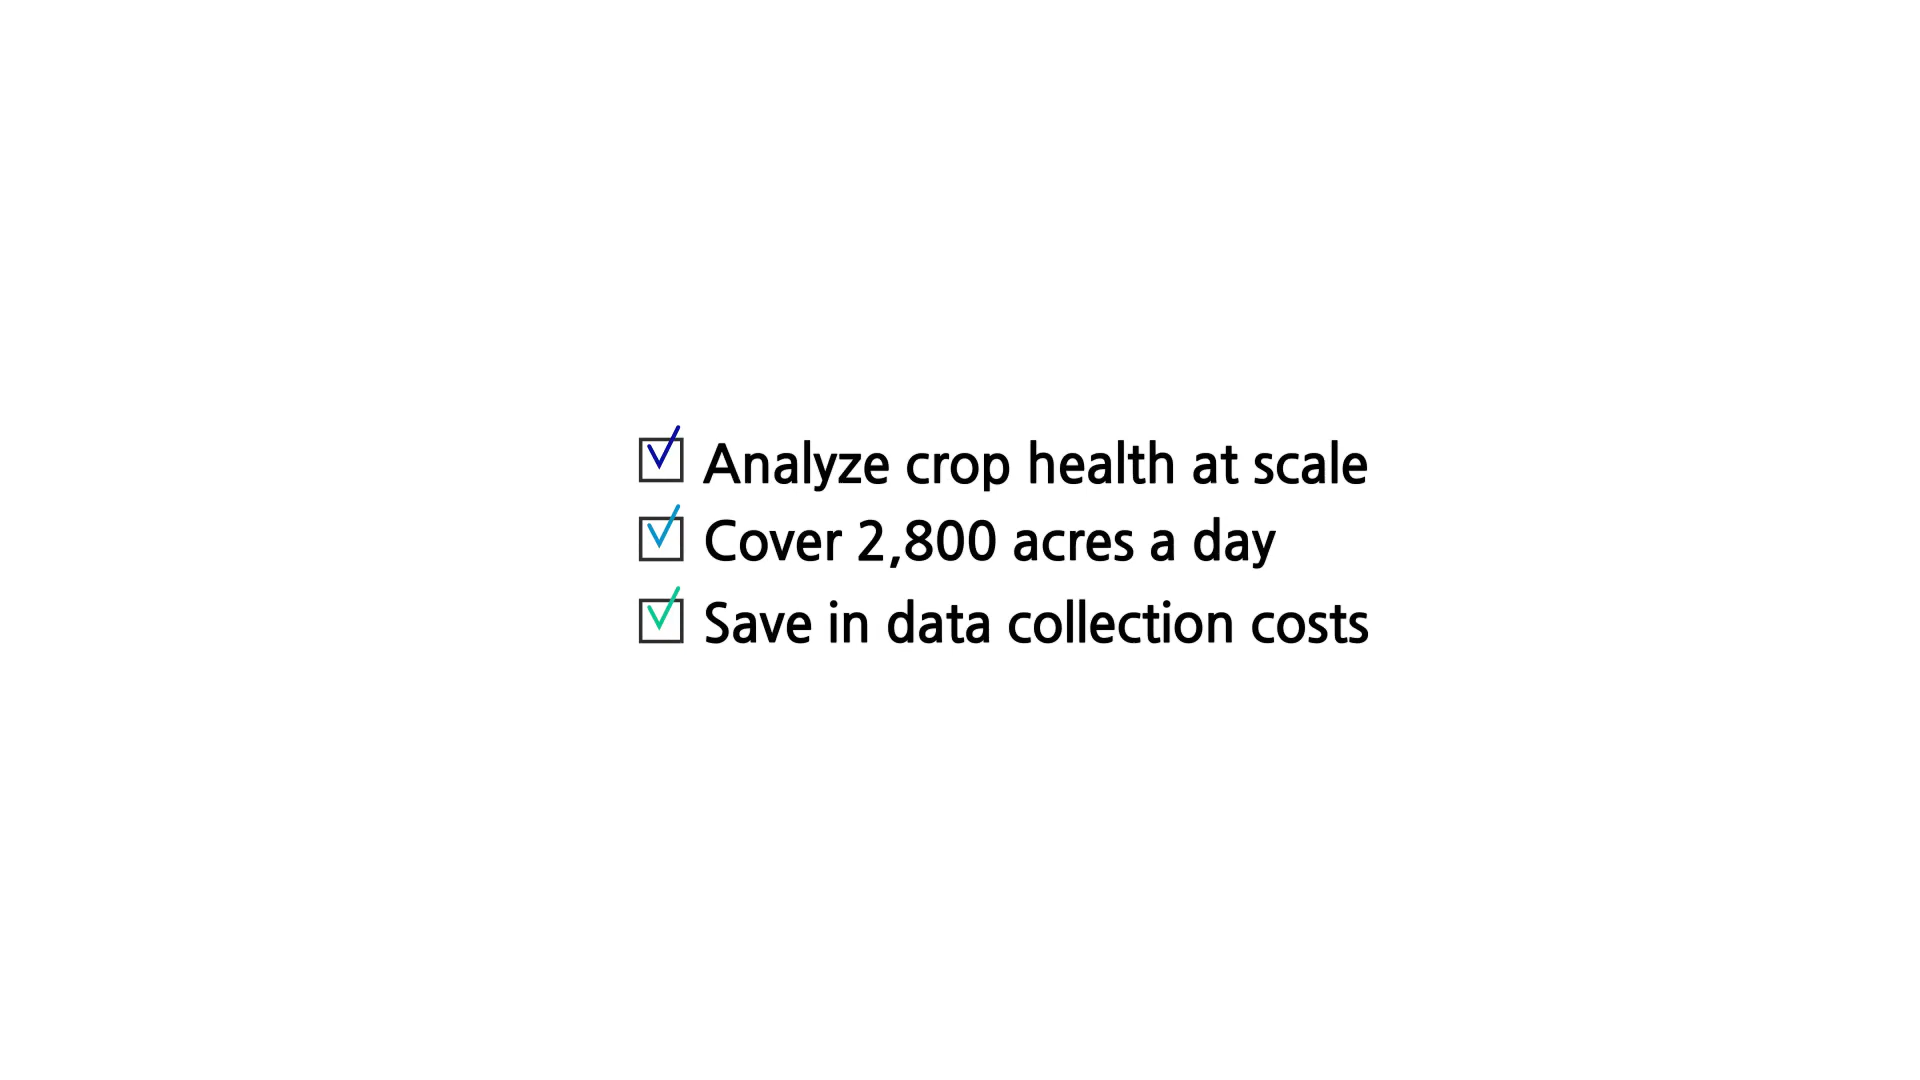 Analyze crop health at scale
Cover 2,800 acres a day
Save in data collection costs